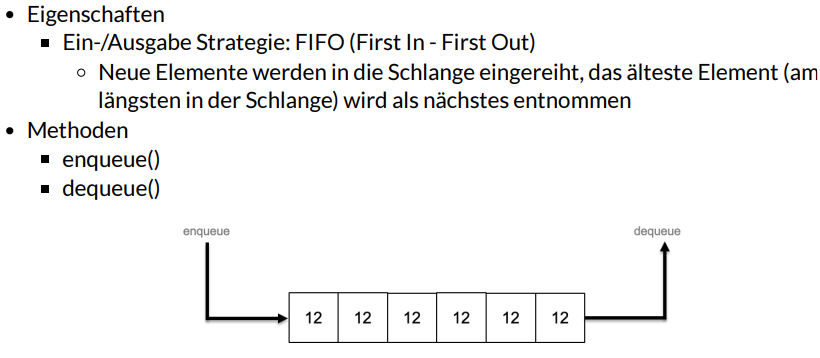 Eigenschaften
Ein-/Ausgabe Strategie: FIFO (First In - First Out)
Neue Elemente werden in die Schlange eingereiht, das älteste Element (am
längsten in der Schlange) wird als nächstes entnommen
Methoden
enqueue()
dequeue()
enqueue dequeue
12 12 12 12 12 12